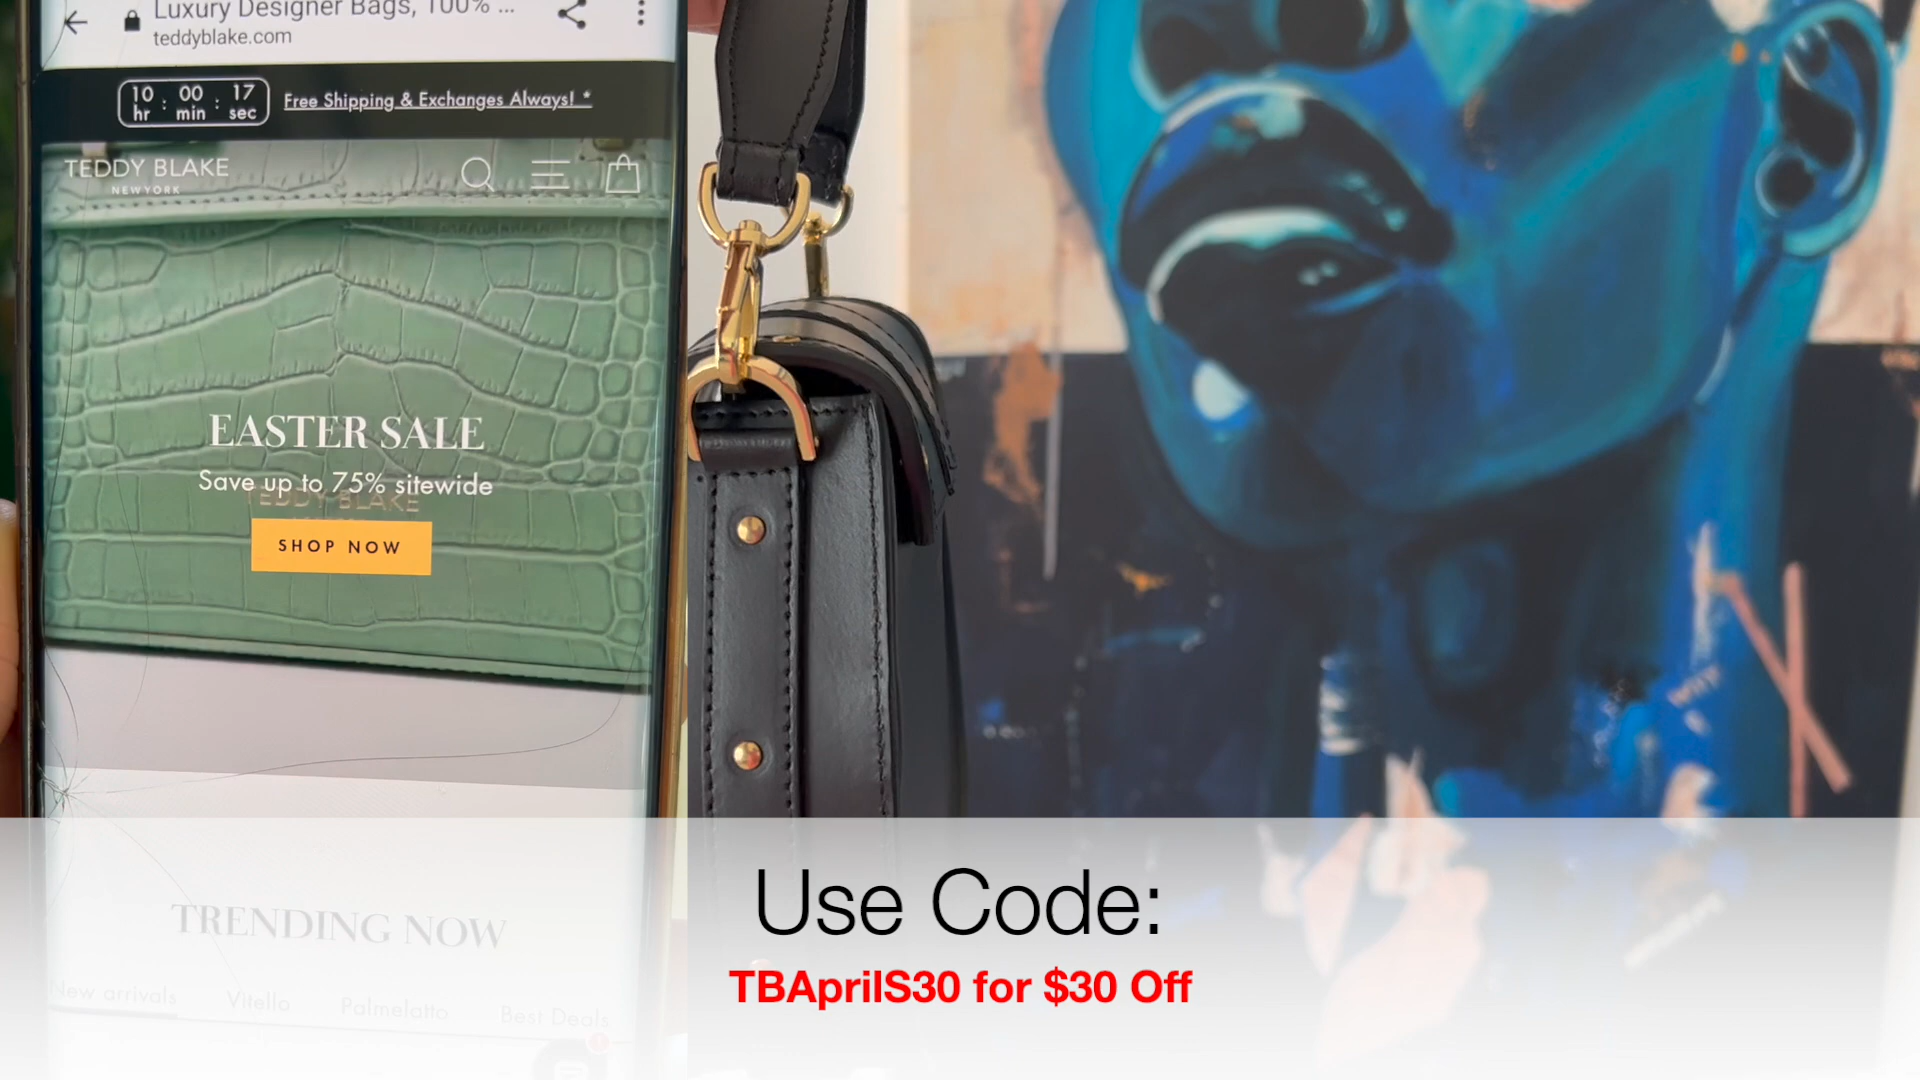 Luxury Designer Bags, 100% ...
teddyblake.com
10 : 00 : 17
hr min sec
Free Shipping & Exchanges Always! *
TEDDY BLAKE
NEW YORK
EASTER SALE
Save up to 75% sitewide
TEDDY BLAKE
SHOP NOW
TRENDING NOW
New arrivals Vitello Palmelatto Best Deals
Use Code:
TBAprilS30 for $30 Off